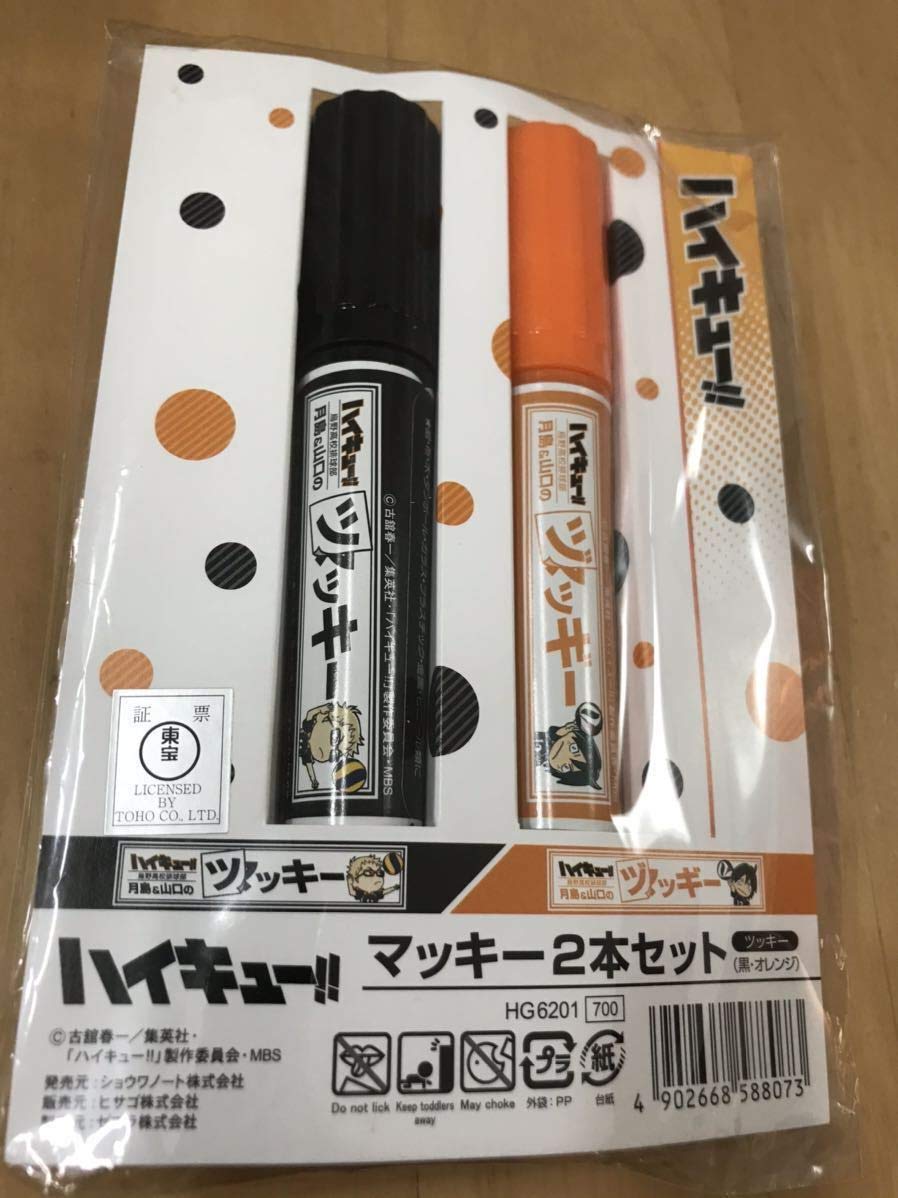 ハイキュー!!
ハイキュー!!
烏野高校排球部
月島&山口の
ツッキー
©古舘春一/集英社・「ハイキュー!!」製作委員会・MBS
ハイキュー!!
烏野高校排球部
月島&山口の
ヅッギー
証 票
東宝
LICENSED
BY
TOHO CO., LTD.
ハイキュー!!
烏野高校排球部
月島&山口の
ツッキー
ハイキュー!!
烏野高校排球部
月島&山口の
ヅッギー
ハイキュー!!
マッキー2本セット
ツッキー
(黒・オレンジ)
HG6201 700
©古舘春一/集英社・
「ハイキュー!!」製作委員会・MBS
発売元:ショウワノート株式会社
販売元:ヒサゴ株式会社
Do not lick
Keep toddlers
away
May choke
プラ
外袋:PP
紙
台紙
4 902668 588073